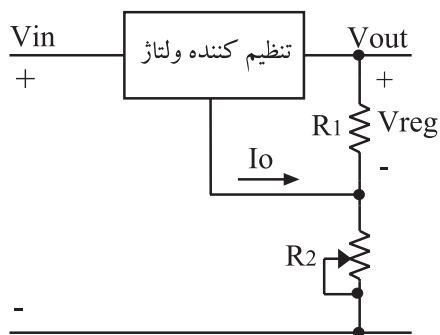 Vin
تنظیم کننده ولتاژ
Vout
+
+
R1
Vreg
Io
-
R2
-